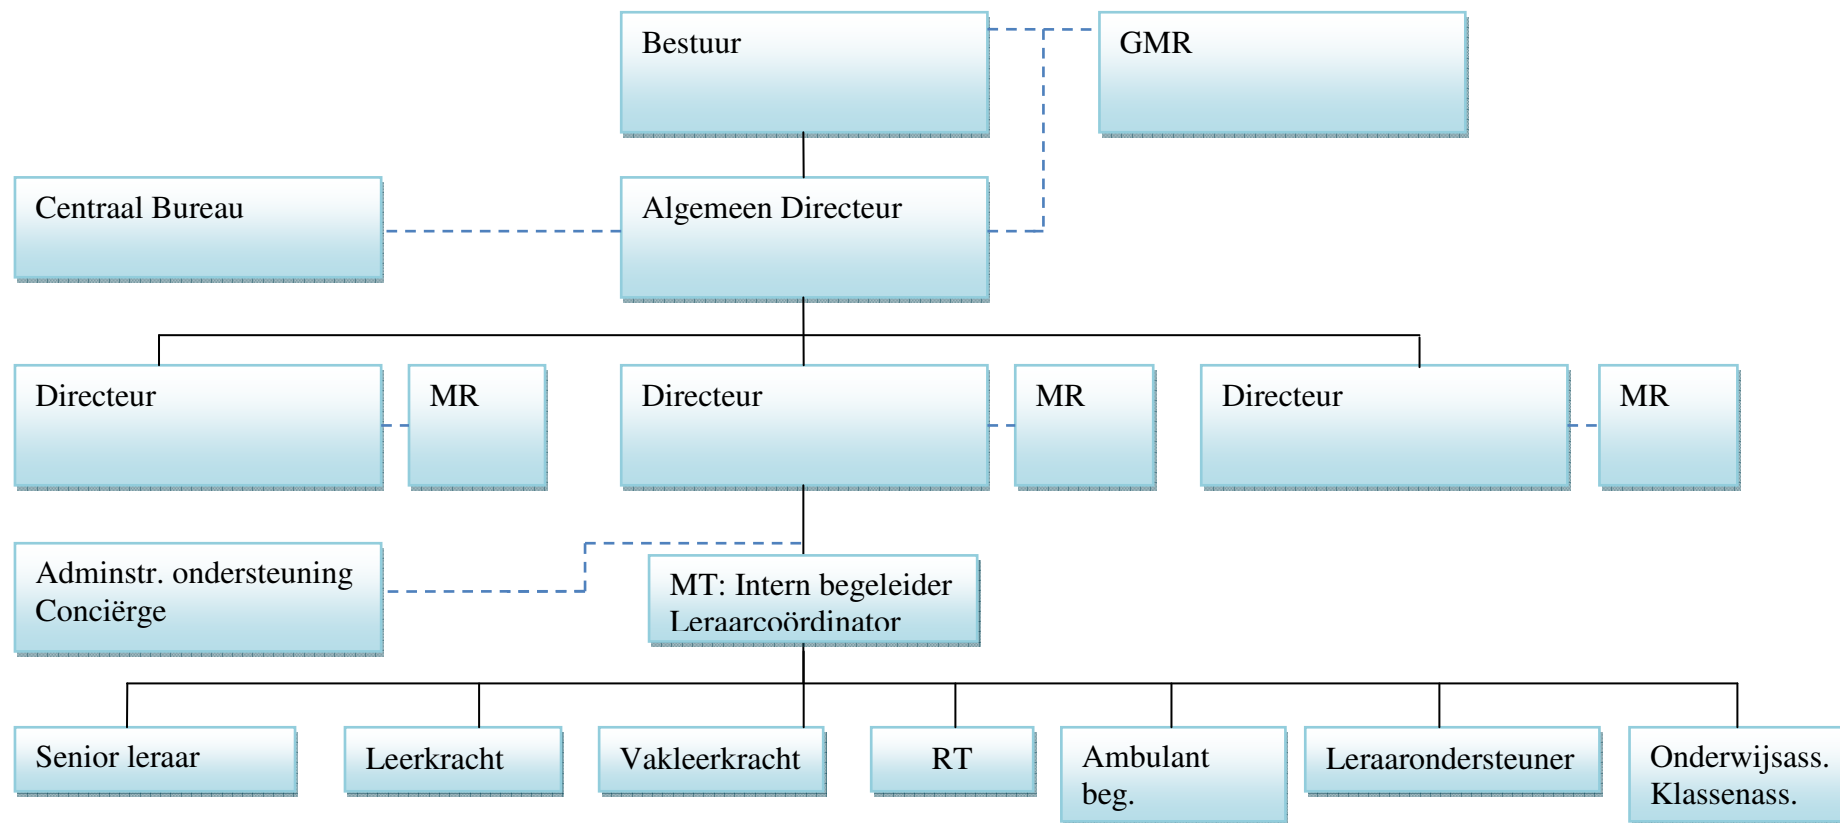 Bestuur
GMR
Centraal Bureau
Algemeen Directeur
Directeur
MR
Directeur
MR
Directeur
MR
Adminstr. ondersteuning
Conciërge
MT: Intern begeleider
Leraarcoördinator
Senior leraar
Leerkracht
Vakleerkracht
RT
Ambulant
beg.
Leraarondersteuner
Onderwijsass.
Klassenass.